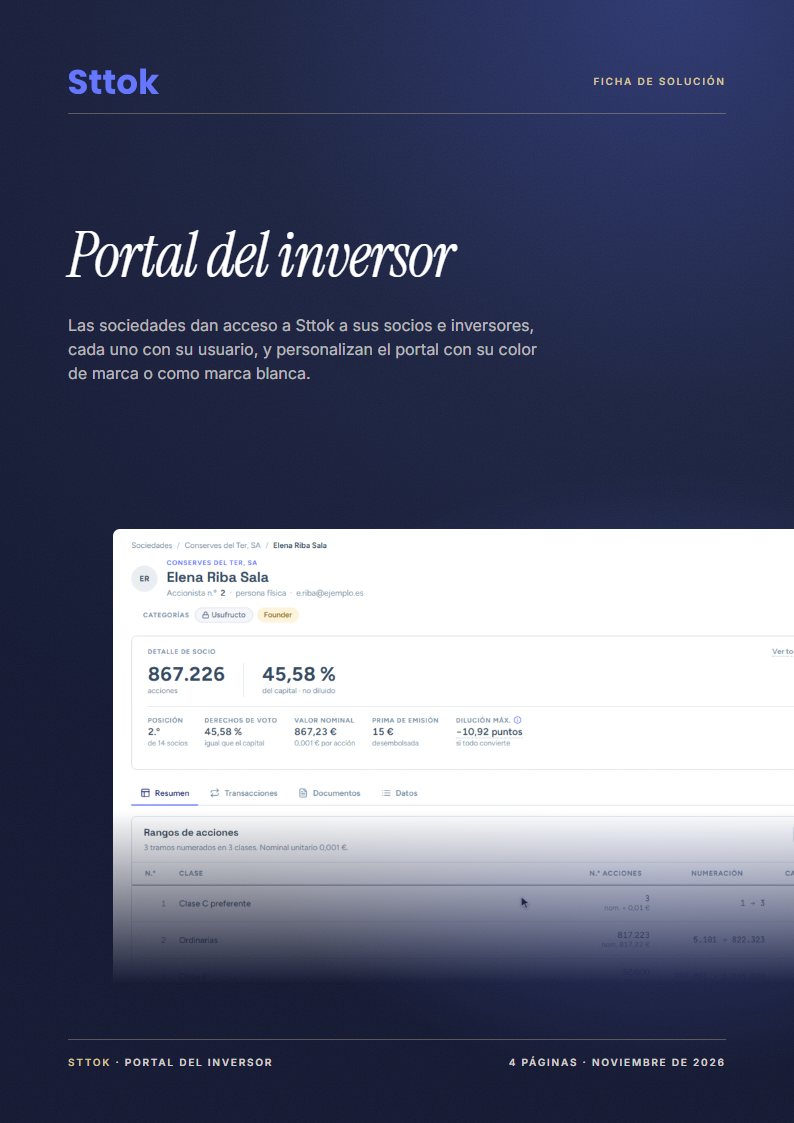 Sttok
FICHA DE SOLUCIÓN
Portal del inversor
Las sociedades dan acceso a Sttok a sus socios e inversores,
cada uno con su usuario, y personalizan el portal con su color
de marca o como marca blanca.
Sociedades / Conserves del Ter, SA / Elena Riba Sala
CONSERVES DEL TER, SA
ER
Elena Riba Sala
Accionista n.º 2 · persona física · e.riba@ejemplo.es
CATEGORÍAS Usufructo Founder
DETALLE DE SOCIO
Ver to
867.226 45,58 %
acciones del capital · no diluido
POSICIÓN DERECHOS DE VOTO VALOR NOMINAL PRIMA DE EMISIÓN DILUCIÓN MÁX.
2.º 45,58 % 867,23 € 15 € −10,92 puntos
de 14 socios igual que el capital 0,001 € por acción desembolsada si todo convierte
Resumen Transacciones Documentos Datos
Rangos de acciones
3 tramos numerados en 3 clases. Nominal unitario 0,001 €.
N.º CLASE N.º ACCIONES NUMERACIÓN CA
1 Clase C preferente 3 1 → 3
nom. < 0,01 €
2 Ordinarias 817.223 5.101 → 822.323
nom. 817,22 €
STTOK · PORTAL DEL INVERSOR
4 PÁGINAS · NOVIEMBRE DE 2026